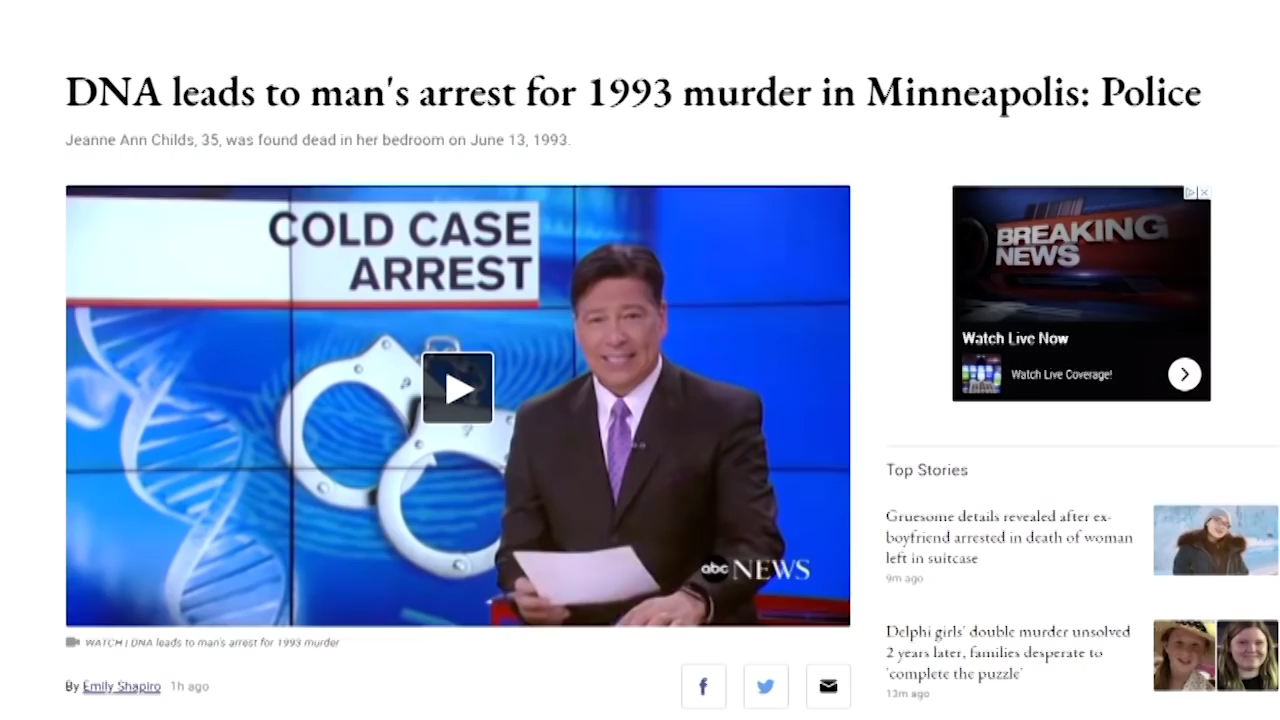 DNA leads to man's arrest for 1993 murder in Minneapolis: Police
Jeanne Ann Childs, 35, was found dead in her bedroom on June 13, 1993.
COLD CASE
ARREST
abc NEWS
WATCH | DNA leads to man's arrest for 1993 murder
By Emily Shapiro 1h ago
BREAKING
NEWS
Watch Live Now
Watch Live Coverage!
Top Stories
Gruesome details revealed after ex-
boyfriend arrested in death of woman
left in suitcase
9m ago
Delphi girls' double murder unsolved
2 years later, families desperate to
'complete the puzzle'
13m ago